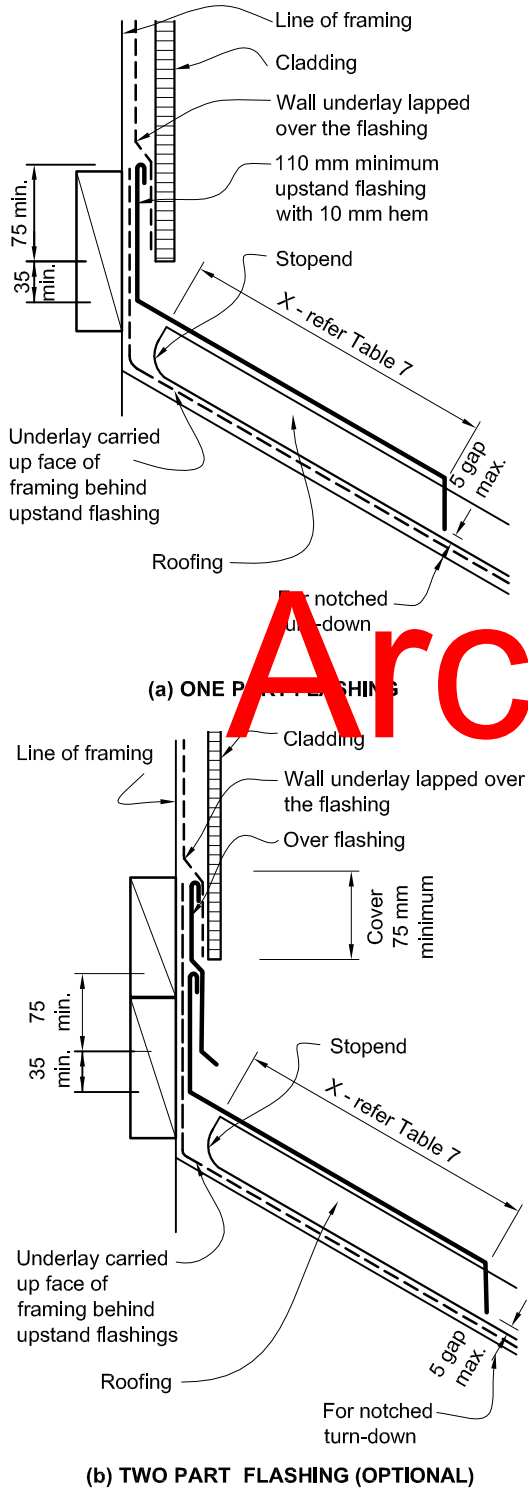 Line of framing
Cladding
Wall underlay lapped
over the flashing
110 mm minimum
upstand flashing
with 10 mm hem
75 min.
35
min.
Stopend
X - refer Table 7
5 gap
max.
Underlay carried
up face of
framing behind
upstand flashing
Roofing
For notched
turn-down
Arc
(a) ONE PART FLASHING
Line of framing
Cladding
Wall underlay lapped over
the flashing
Over flashing
Cover
75 mm
minimum
75
min.
35
min.
Stopend
X - refer Table 7
Underlay carried
up face of
framing behind
upstand flashings
Roofing
5 gap
max.
For notched
turn-down
(b) TWO PART FLASHING (OPTIONAL)